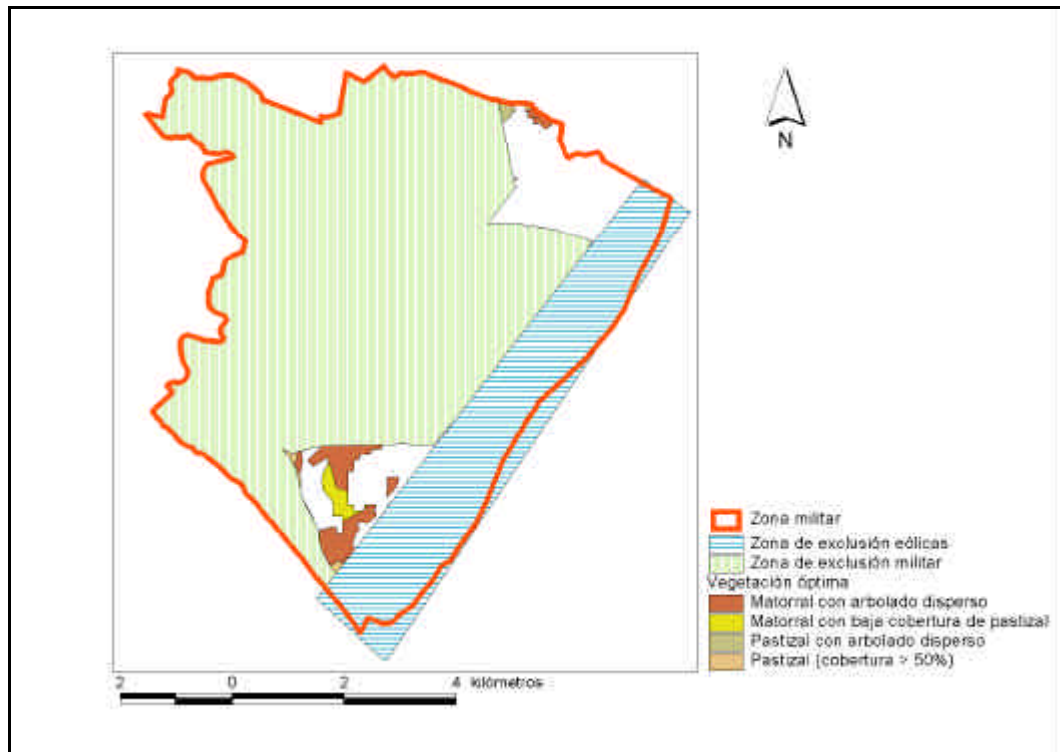 N
Zona militar
Zona de exclusión eólicas
Zona de exclusión militar
Vegetación óptima
Matorral con arbolado disperso
Matorral con baja cobertura de pastizal
Pastizal con arbolado disperso
Pastizal (cobertura > 50%)
2 0 2 4 kilómetros